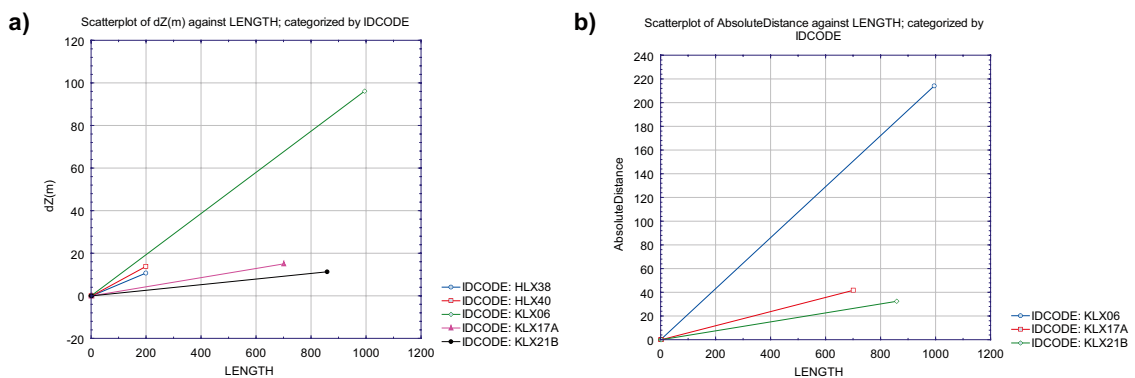 a)
Scatterplot of dZ(m) against LENGTH; categorized by IDCODE
120
100
80
60
40
20
0
-20
dZ(m)
0 200 400 600 800 1000 1200
LENGTH
IDCODE: HLX38
IDCODE: HLX40
IDCODE: KLX06
IDCODE: KLX17A
IDCODE: KLX21B
b)
Scatterplot of AbsoluteDistance against LENGTH; categorized by
IDCODE
240
220
200
180
160
140
120
100
80
60
40
20
0
AbsoluteDistance
0 200 400 600 800 1000 1200
LENGTH
IDCODE: KLX06
IDCODE: KLX17A
IDCODE: KLX21B